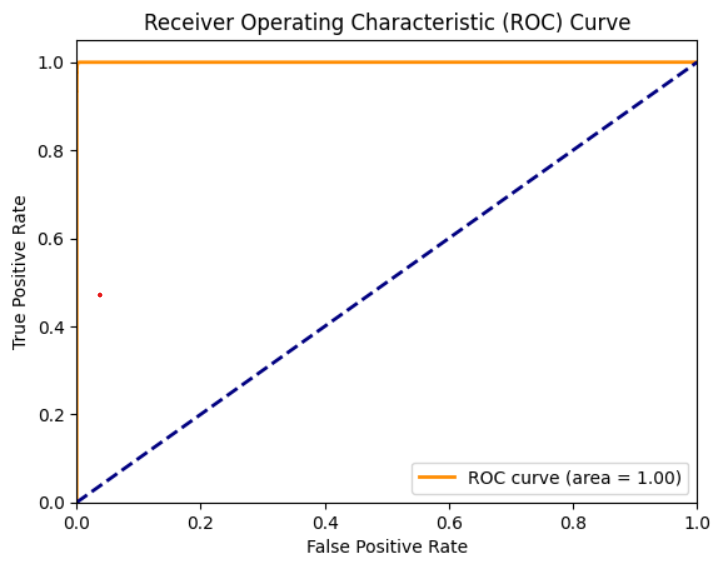 Receiver Operating Characteristic (ROC) Curve
1.0
0.8
0.6
0.4
0.2
0.0
True Positive Rate
ROC curve (area = 1.00)
0.0 0.2 0.4 0.6 0.8 1.0
False Positive Rate